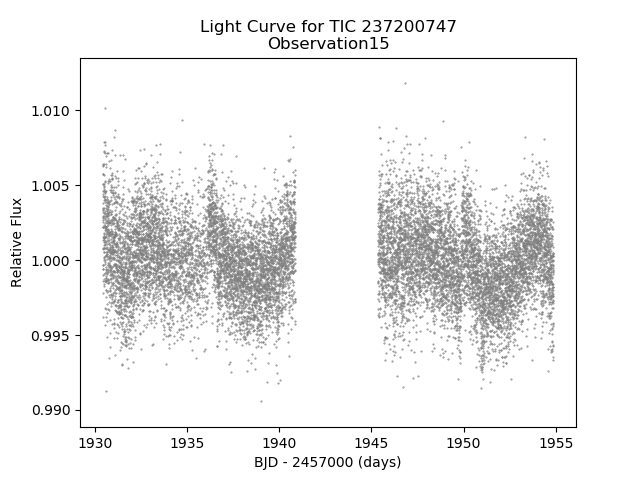 Light Curve for TIC 237200747
Observation15
1.010
1.005
1.000
0.995
0.990
Relative Flux
1930
1935
1940
1945
1950
1955
BJD - 2457000 (days)